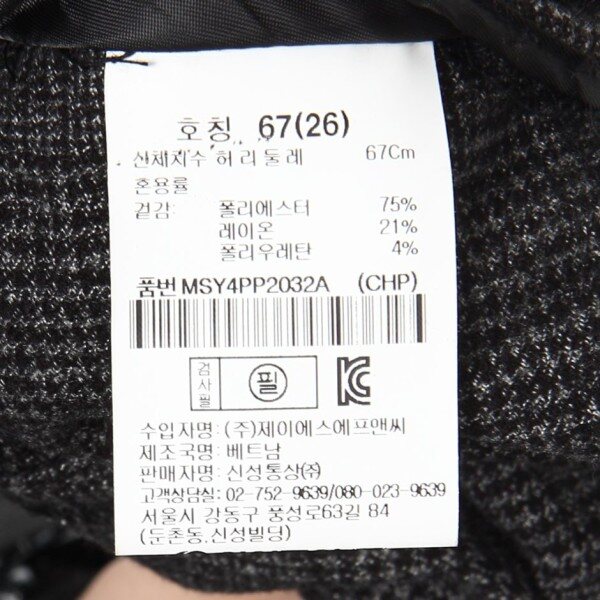 호칭 67(26)
신체치수 허리둘레 67Cm
혼용률
겉감: 폴리에스터 75%
레이온 21%
폴리우레탄 4%
품번 MSY4PP2032A (CHP)
검사필 필
수입자명: (주)제이에스에프앤씨
제조국명: 베트남
판매자명: 신성통상(주)
고객상담실: 02-752-9639/080-023-9639
서울시 강동구 풍성로63길 84
(둔촌동,신성빌딩)